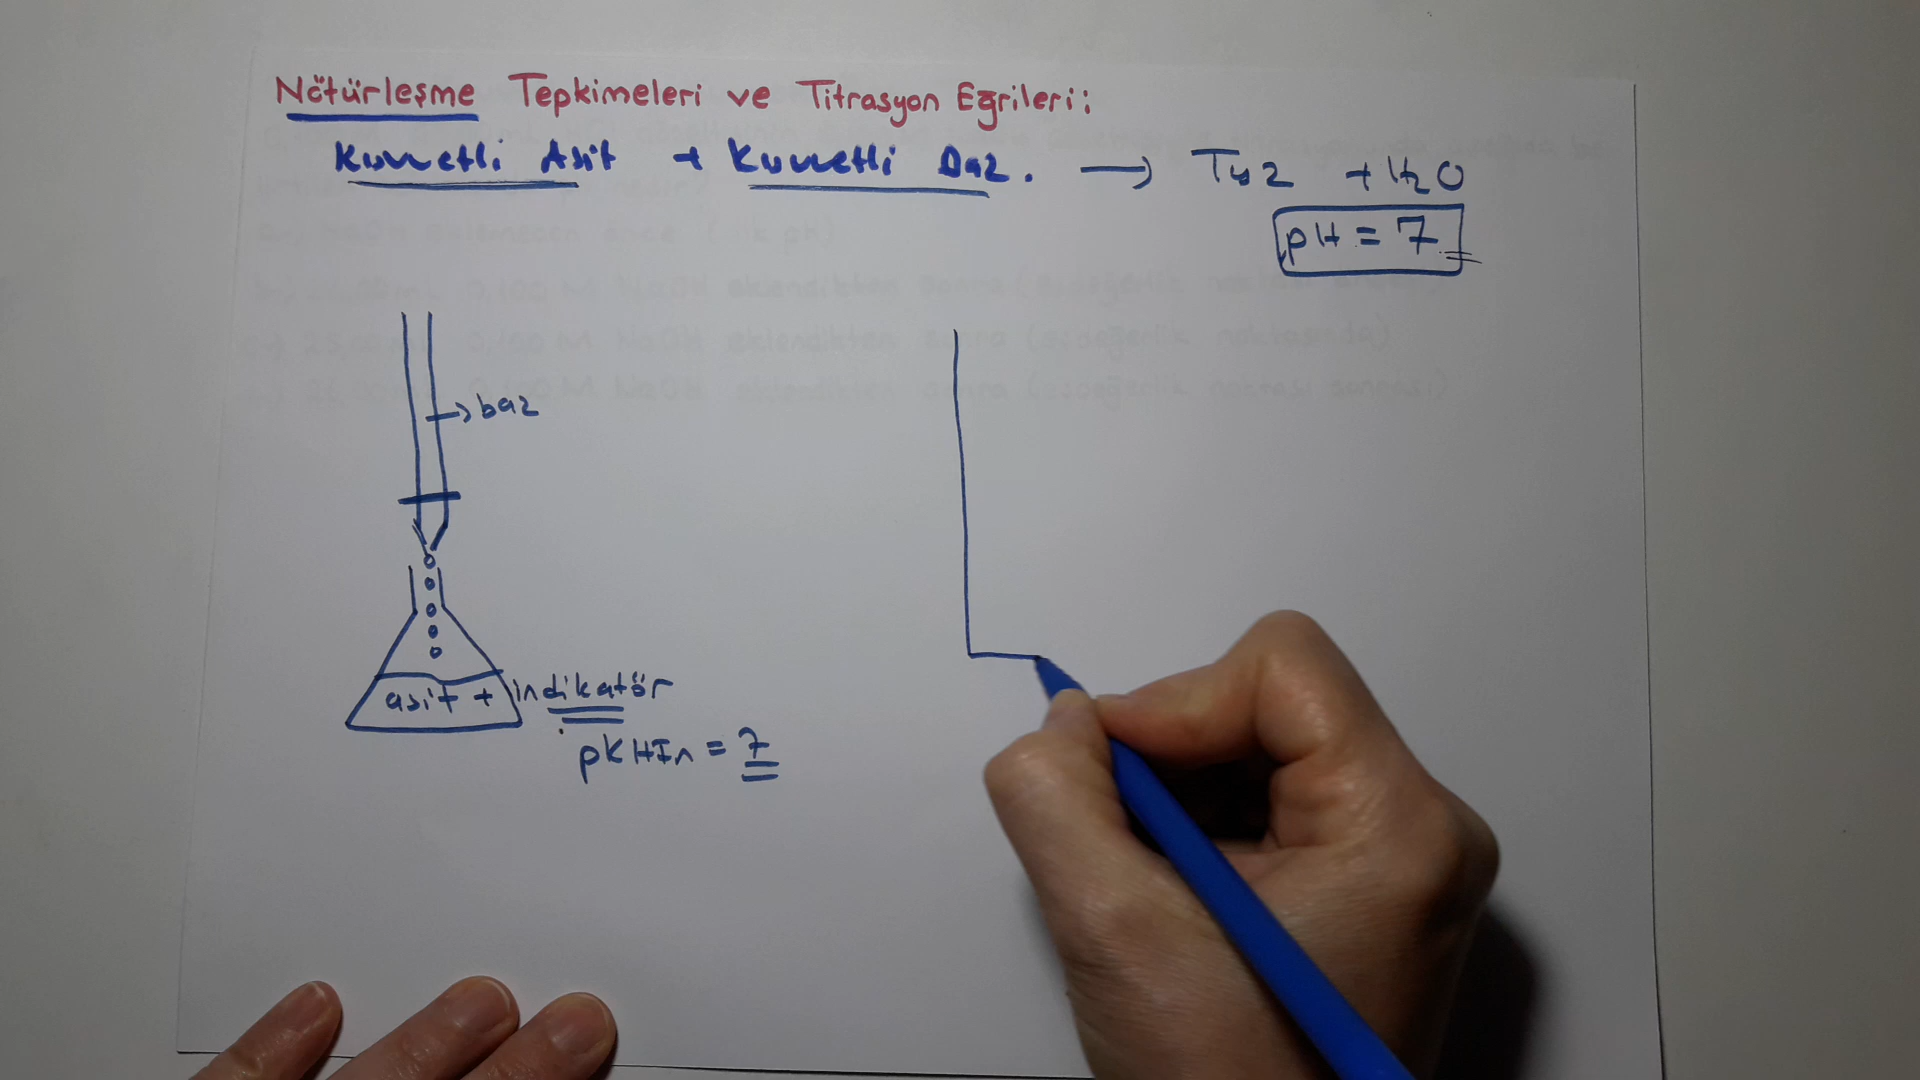 Nötürleşme Tepkimeleri ve Titrasyon Eğrileri:
Kuvvetli Asit + Kuvvetli Baz. → Tuz + H₂O
pH = 7
→ baz
asit + indikatör
pKHIn = 7